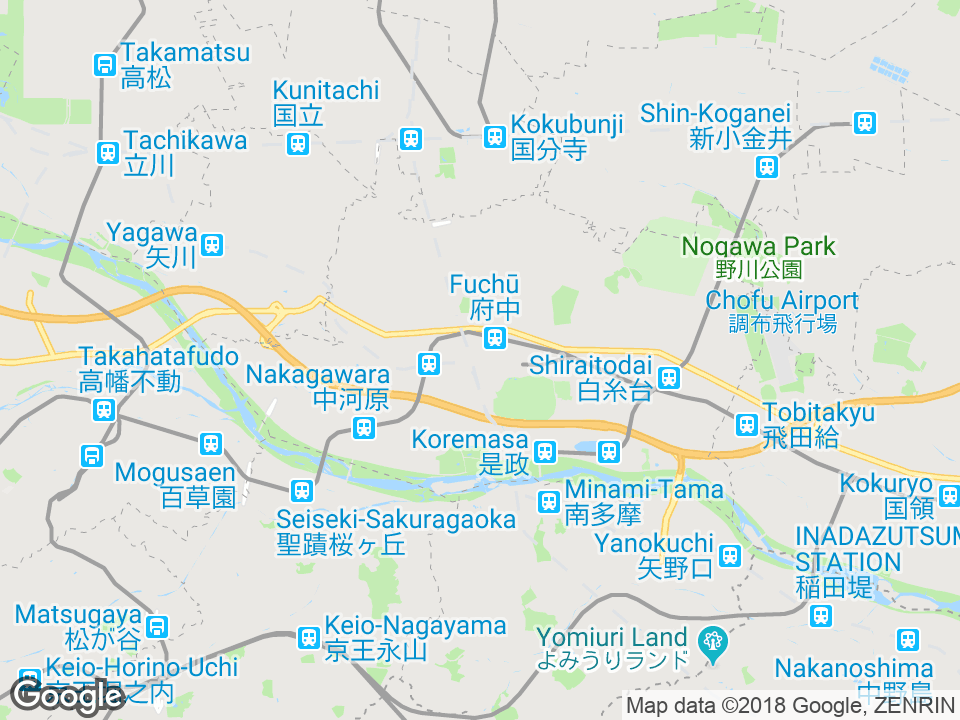 Takamatsu
高松
Kunitachi
国立
Kokubunji
国分寺
Shin-Koganei
新小金井
Tachikawa
立川
Yagawa
矢川
Nogawa Park
野川公園
Fuchū
府中
Chofu Airport
調布飛行場
Takahatafudo
高幡不動
Nakagawara
中河原
Shiraitodai
白糸台
Tobitakyu
飛田給
Koremasa
是政
Mogusaen
百草園
Minami-Tama
南多摩
Kokuryo
国領
Seiseki-Sakuragaoka
聖蹟桜ヶ丘
Yanokuchi
矢野口
INADAZUTSUM
STATION
稲田堤
Matsugaya
松が谷
Keio-Nagayama
京王永山
Yomiuri Land
よみうりランド
Keio-Horino-Uchi
Nakanoshima
中野島
Google
Map data ©2018 Google, ZENRIN